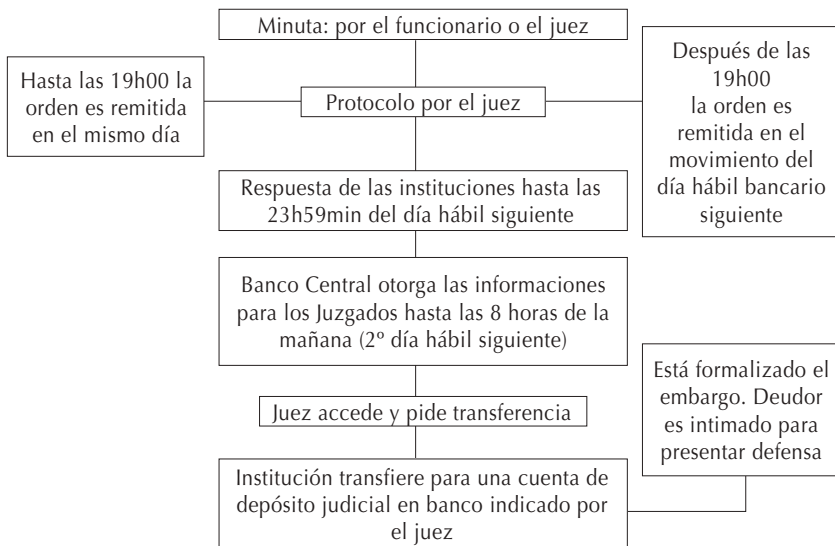 Minuta: por el funcionario o el juez
Hasta las 19h00 la
orden es remitida
en el mismo día
Protocolo por el juez
Después de las
19h00
la orden es
remitida en el
movimiento del
día hábil bancario
siguiente
Respuesta de las instituciones hasta las
23h59min del día hábil siguiente
Banco Central otorga las informaciones
para los Juzgados hasta las 8 horas de la
mañana (2º día hábil siguiente)
Juez accede y pide transferencia
Está formalizado el
embargo. Deudor
es intimado para
presentar defensa
Institución transfiere para una cuenta de
depósito judicial en banco indicado por
el juez